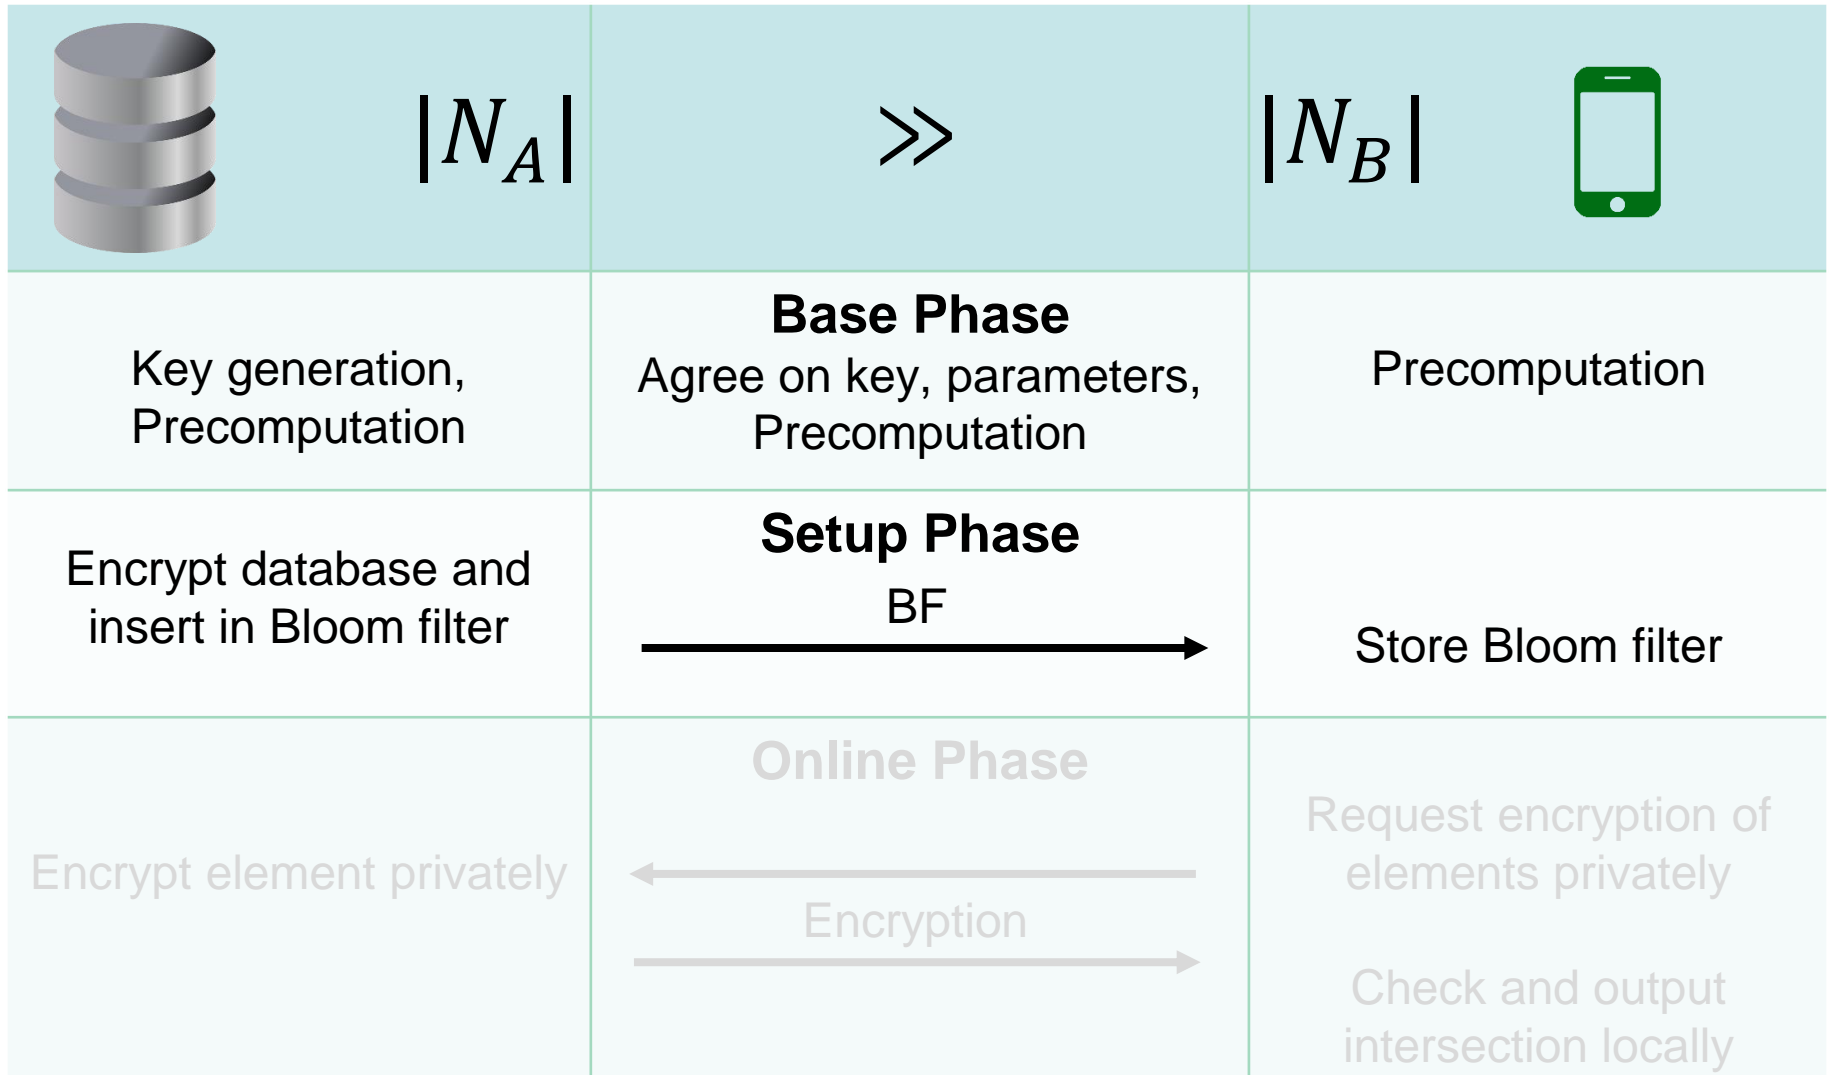 |N_A| ≫ |N_B|
Base Phase
Key generation,
Precomputation
Agree on key, parameters,
Precomputation
Precomputation
Setup Phase
Encrypt database and
insert in Bloom filter
BF
Store Bloom filter
Online Phase
Encrypt element privately
Encryption
Request encryption of
elements privately
Check and output
intersection locally